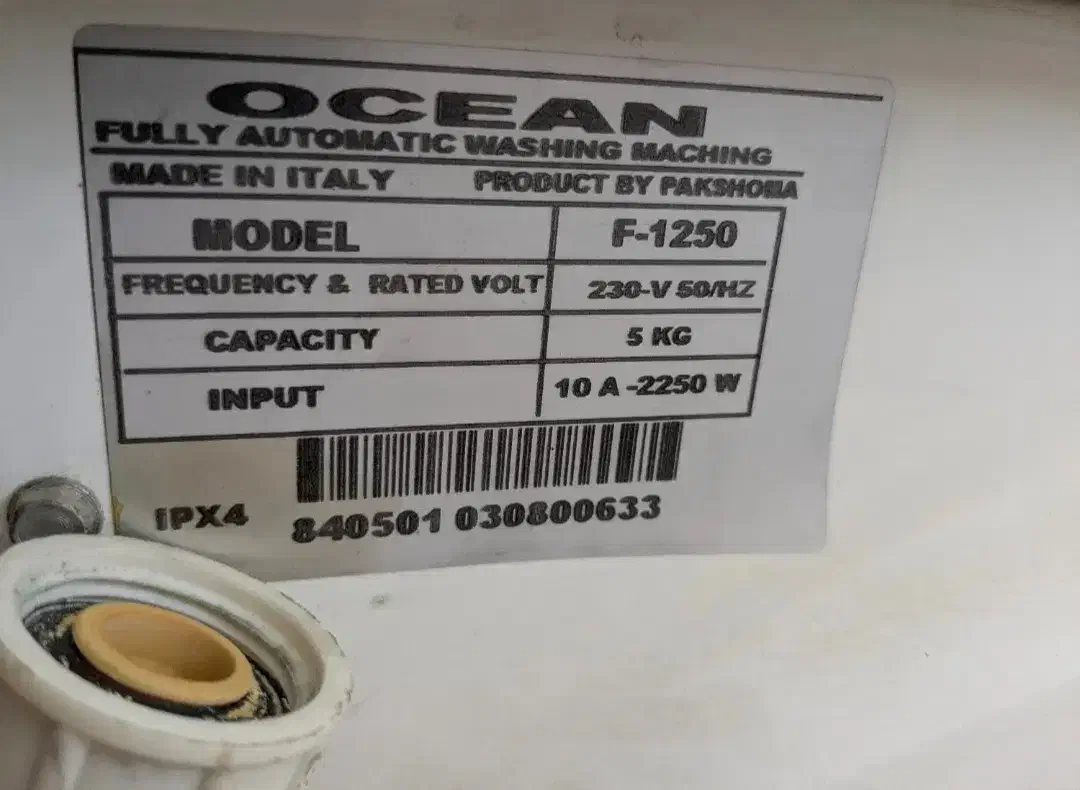 OCEAN
FULLY AUTOMATIC WASHING MACHING
MADE IN ITALY PRODUCT BY PAKSHOMA
MODEL F-1250
FREQUENCY & RATED VOLT 230-V 50/HZ
CAPACITY 5 KG
INPUT 10 A -2250 W
IPX4 840501 030800633